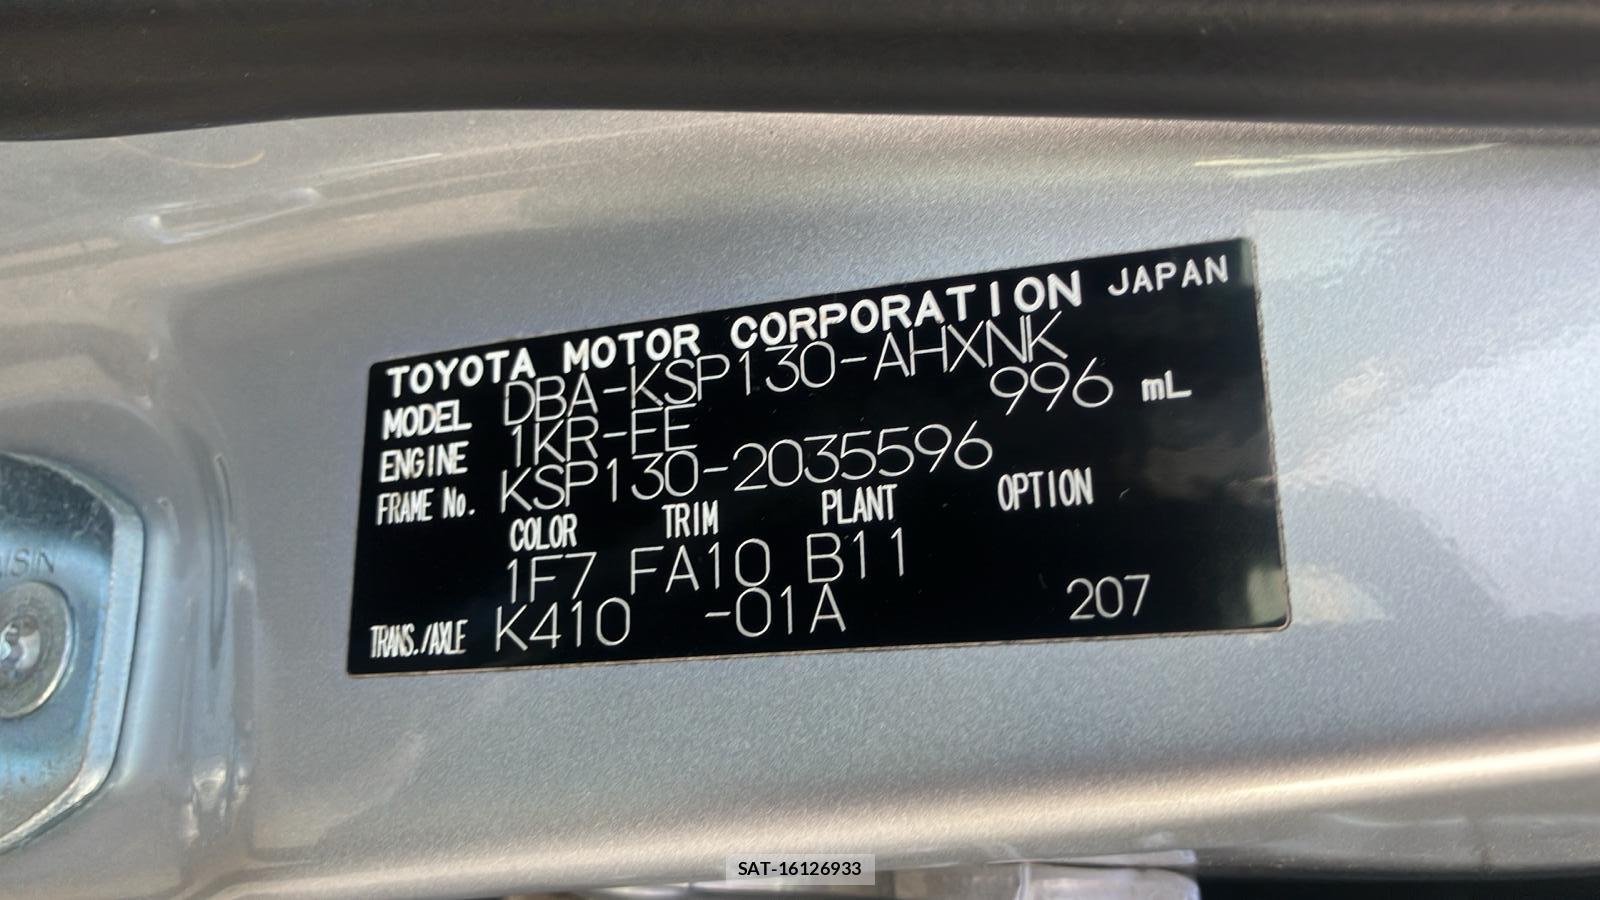 TOYOTA MOTOR CORPORATION JAPAN
MODEL DBA-KSP130-AHXNK
ENGINE 1KR-FE 996 mL
FRAME No. KSP130-2035596
COLOR TRIM PLANT OPTION
1F7 FA10 B11
TRANS./AXLE K410 -01A 207
AISIN
SAT-16126933